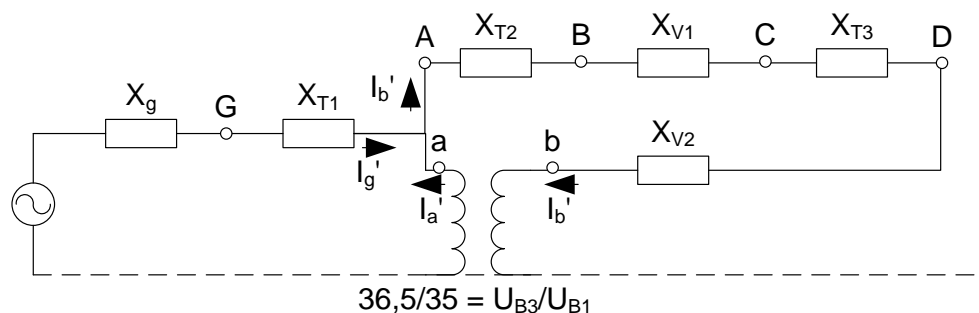 A X_T2 B X_V1 C X_T3 D
I_b'
X_g G X_T1
a b X_V2
I_g' I_a' I_b'
36,5/35 = U_B3/U_B1